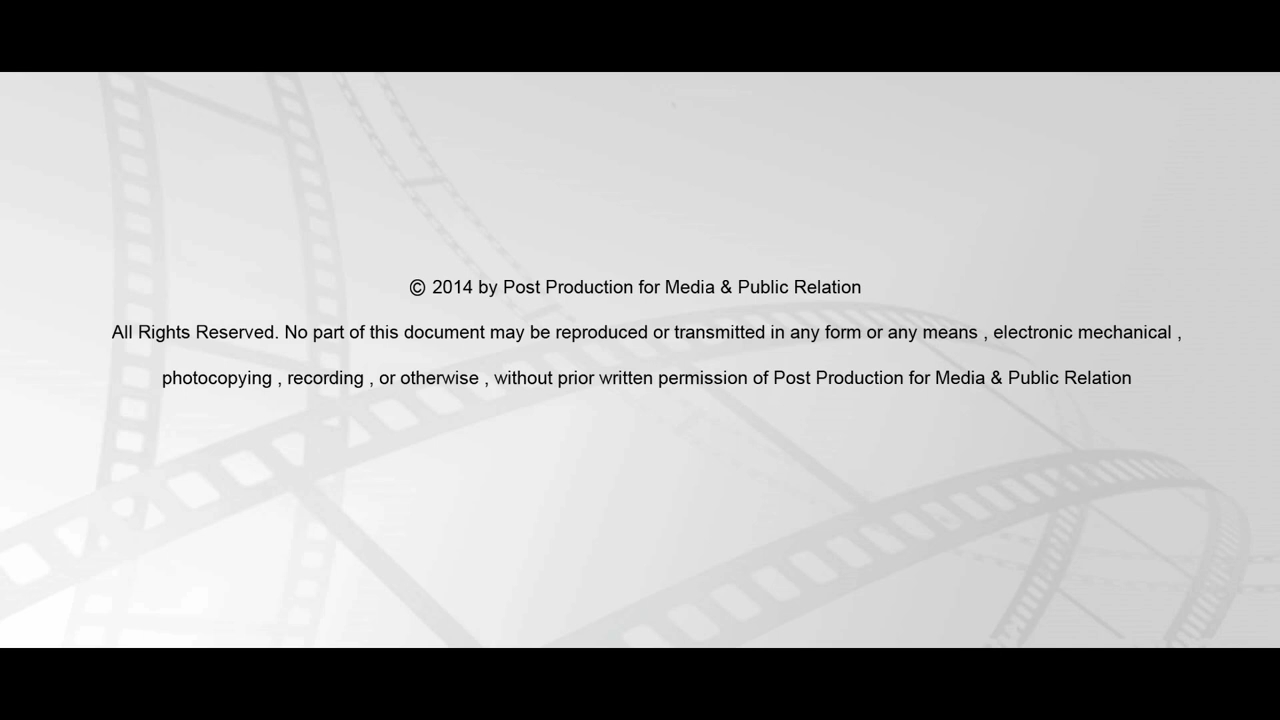 © 2014 by Post Production for Media & Public Relation
All Rights Reserved. No part of this document may be reproduced or transmitted in any form or any means , electronic mechanical ,
photocopying , recording , or otherwise , without prior written permission of Post Production for Media & Public Relation